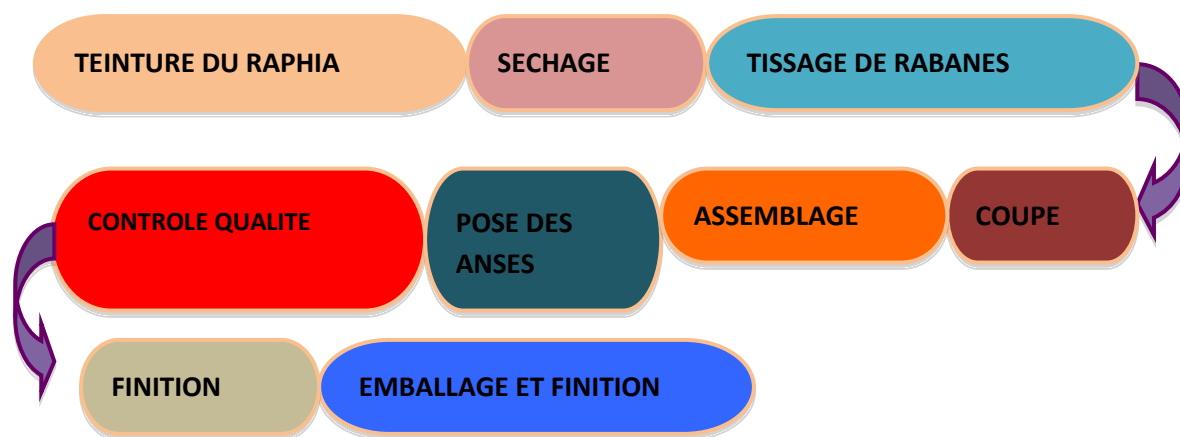 TEINTURE DU RAPHIA
SECHAGE
TISSAGE DE RABANES
CONTROLE QUALITE
POSE DES
ANSES
ASSEMBLAGE
COUPE
FINITION
EMBALLAGE ET FINITION